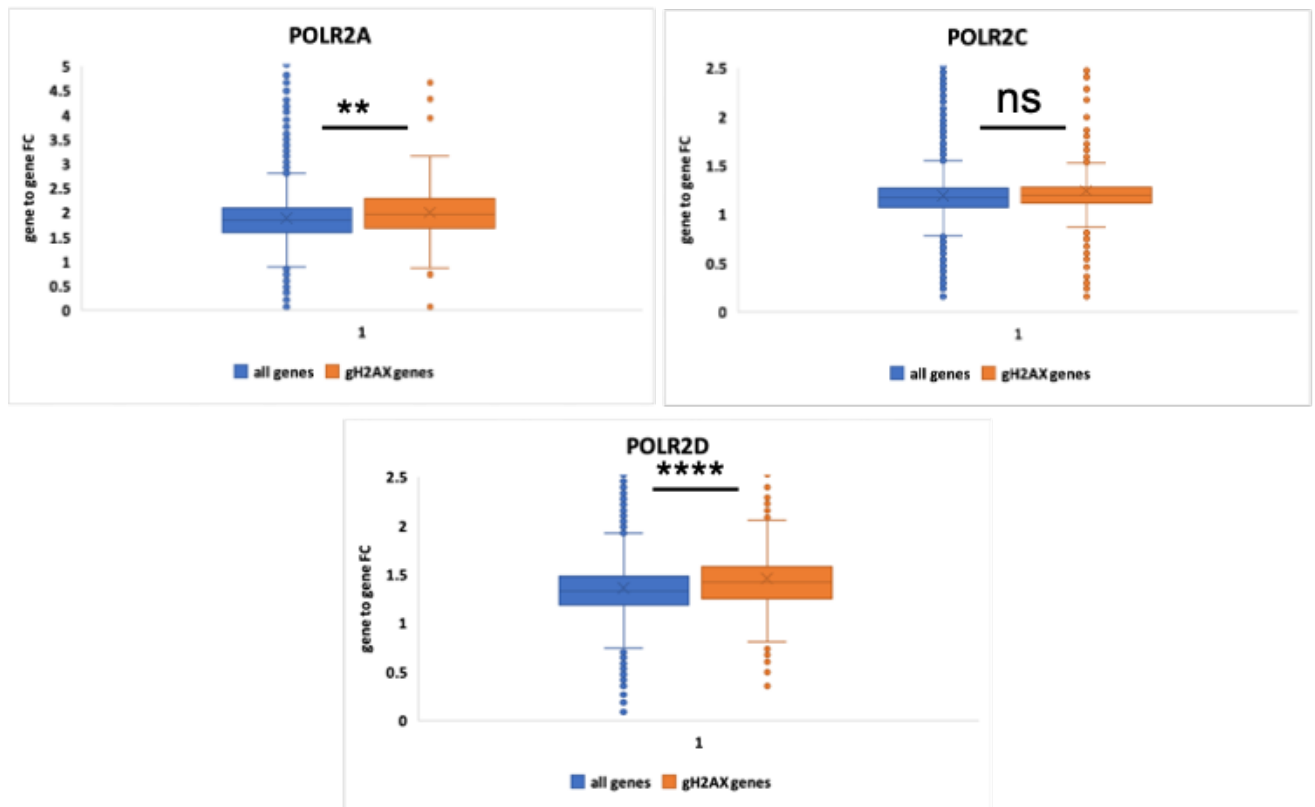 POLR2A
gene to gene FC
5
4.5
4
3.5
3
2.5
2
1.5
1
0.5
0
**
1
all genes gH2AX genes
POLR2C
gene to gene FC
2.5
2
1.5
1
0.5
0
ns
1
all genes gH2AX genes
POLR2D
gene to gene FC
2.5
2
1.5
1
0.5
0
****
1
all genes gH2AX genes